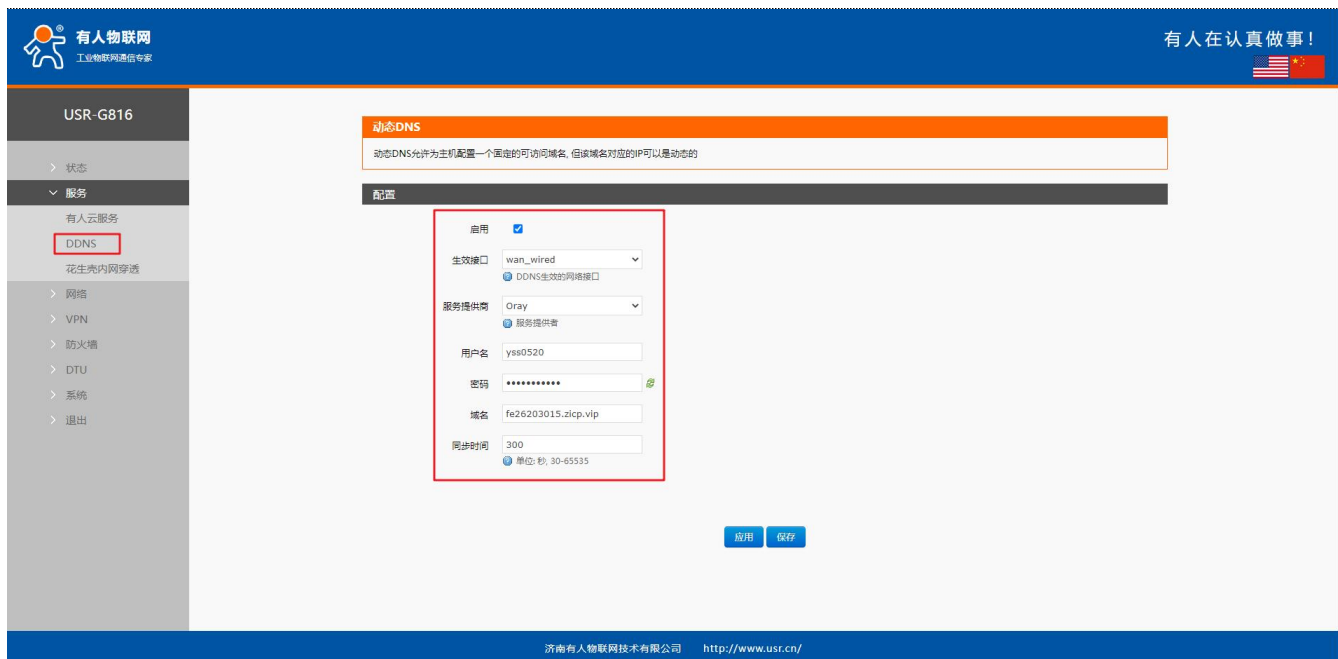 有人物联网
工业物联网通信专家
有人在认真做事!
USR-G816
状态
服务
有人云服务
DDNS
花生壳内网穿透
网络
VPN
防火墙
DTU
系统
退出
动态DNS
动态DNS允许为主机配置一个固定的可访问域名, 但该域名对应的IP可以是动态的
配置
启用
生效接口 wan_wired
DDNS生效的网络接口
服务提供商 Oray
服务提供者
用户名 yss0520
密码 •••••••••••
域名 fe26203015.zicp.vip
同步时间 300
单位: 秒, 30-65535
应用 保存
济南有人物联网技术有限公司 http://www.usr.cn/